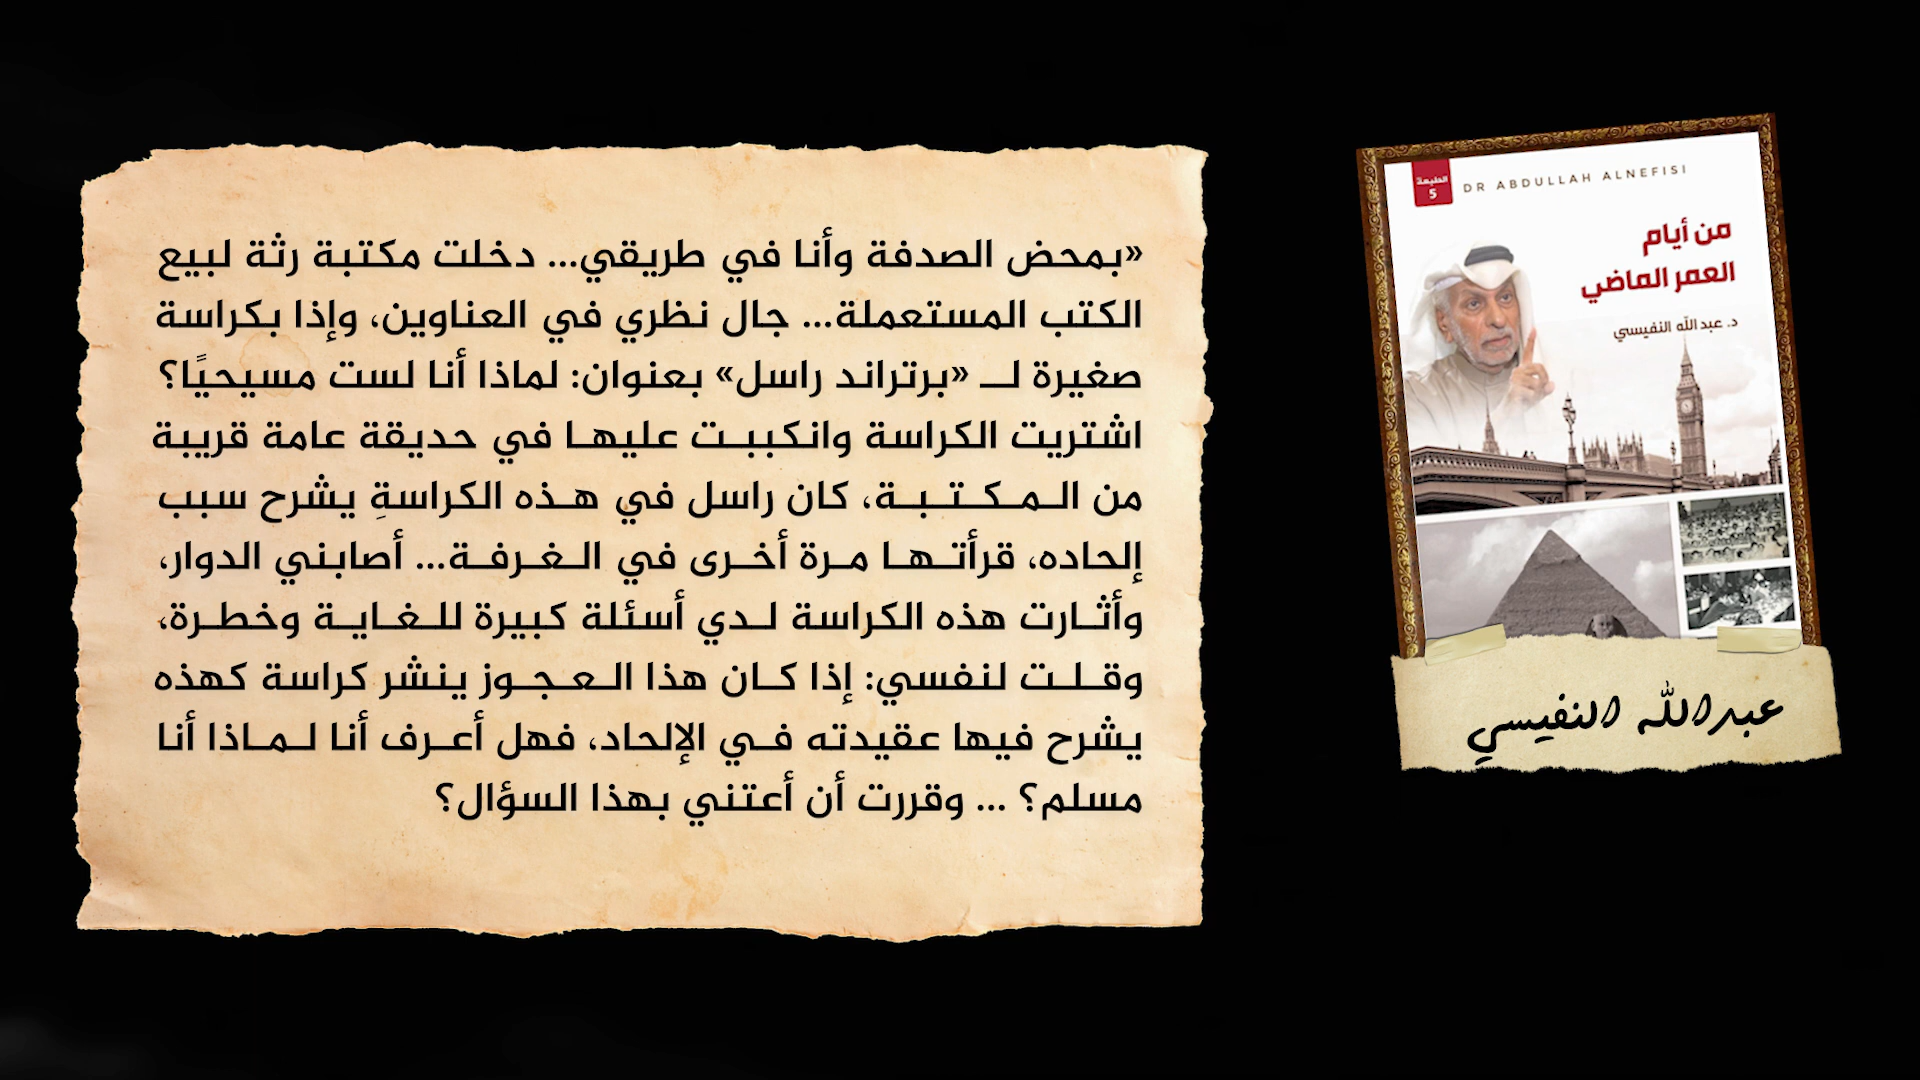 «بمحض الصدفة وأنا في طريقي... دخلت مكتبة رثة لبيع
الكتب المستعملة... جال نظري في العناوين، وإذا بكراسة
صغيرة لـ «برتراند راسل» بعنوان: لماذا أنا لست مسيحيًا؟
اشتريت الكراسة وانكببت عليها في حديقة عامة قريبة
من المكتبة، كان راسل في هذه الكراسةِ يشرح سبب
إلحاده، قرأتها مرة أخرى في الغرفة... أصابني الدوار،
وأثارت هذه الكراسة لدي أسئلة كبيرة للغاية وخطرة،
وقلت لنفسي: إذا كان هذا العجوز ينشر كراسة كهذه
يشرح فيها عقيدته في الإلحاد، فهل أعرف أنا لماذا أنا
مسلم؟ ... وقررت أن أعتني بهذا السؤال؟
الطبعة
5
DR ABDULLAH ALNEFISI
من أيام
العمر الماضي
د. عبدالله النفيسي
عبدالله النفيسي